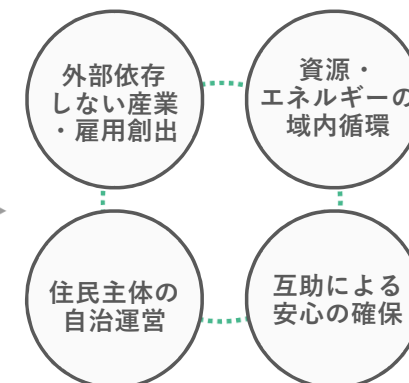 外部依存
しない産業
・雇用創出
資源・
エネルギーの
域内循環
住民主体の
自治運営
互助による
安心の確保